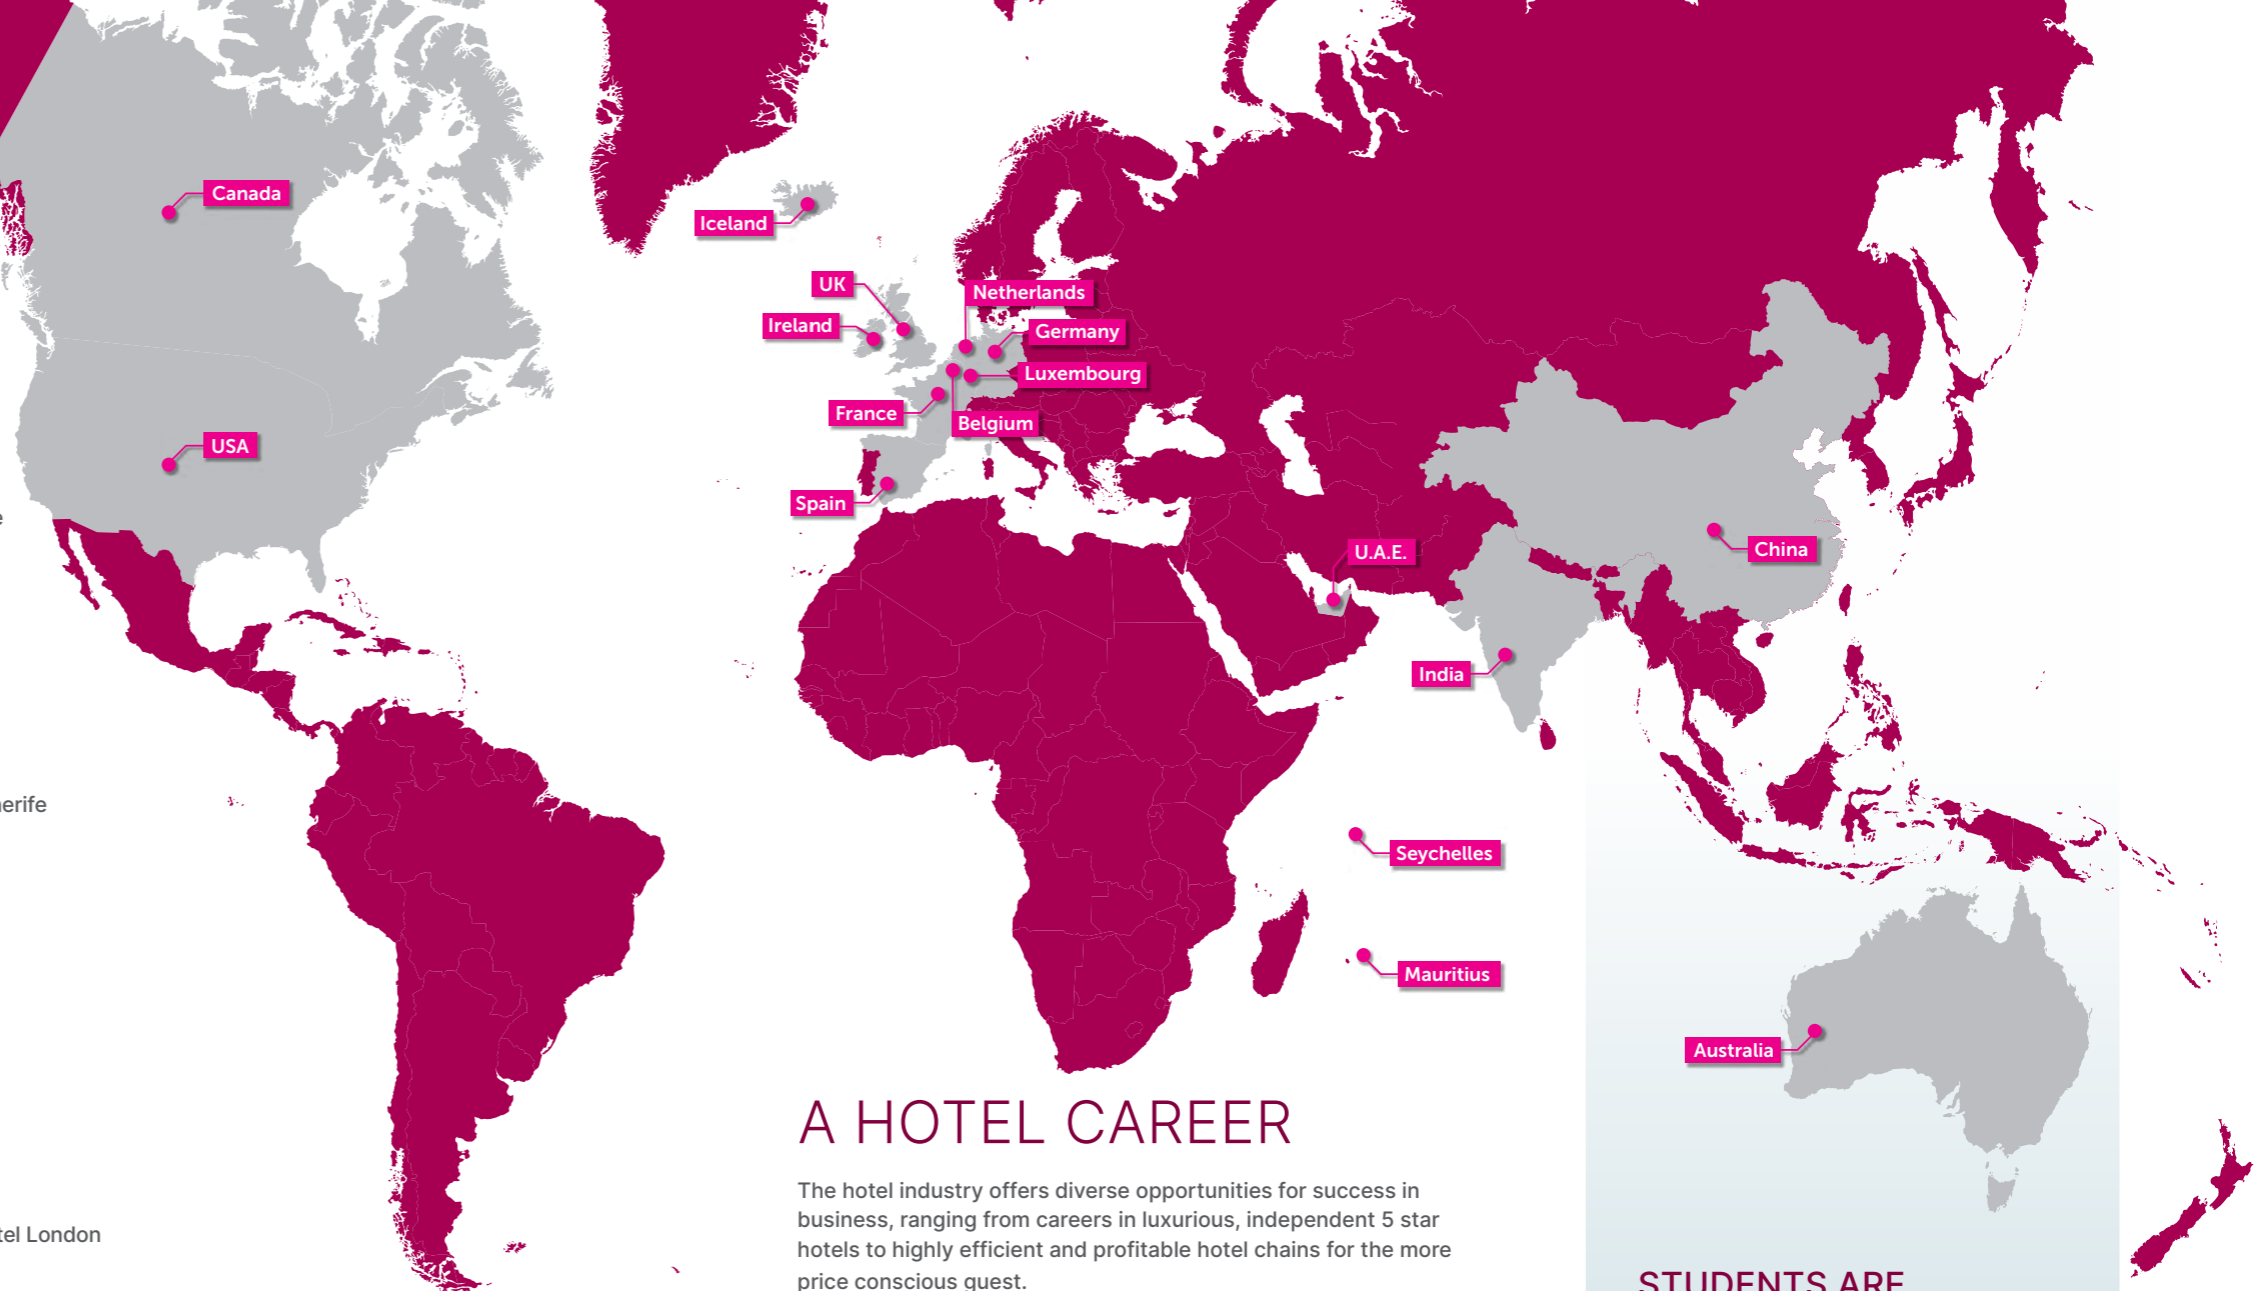 Canada
Iceland
UK
Netherlands
Ireland
Germany
Luxembourg
France
Belgium
USA
Spain
U.A.E.
China
India
erife
Seychelles
Mauritius
Australia
A HOTEL CAREER
The hotel industry offers diverse opportunities for success in
business, ranging from careers in luxurious, independent 5 star
hotels to highly efficient and profitable hotel chains for the more
price conscious guest.
tel London
STUDENTS ARE